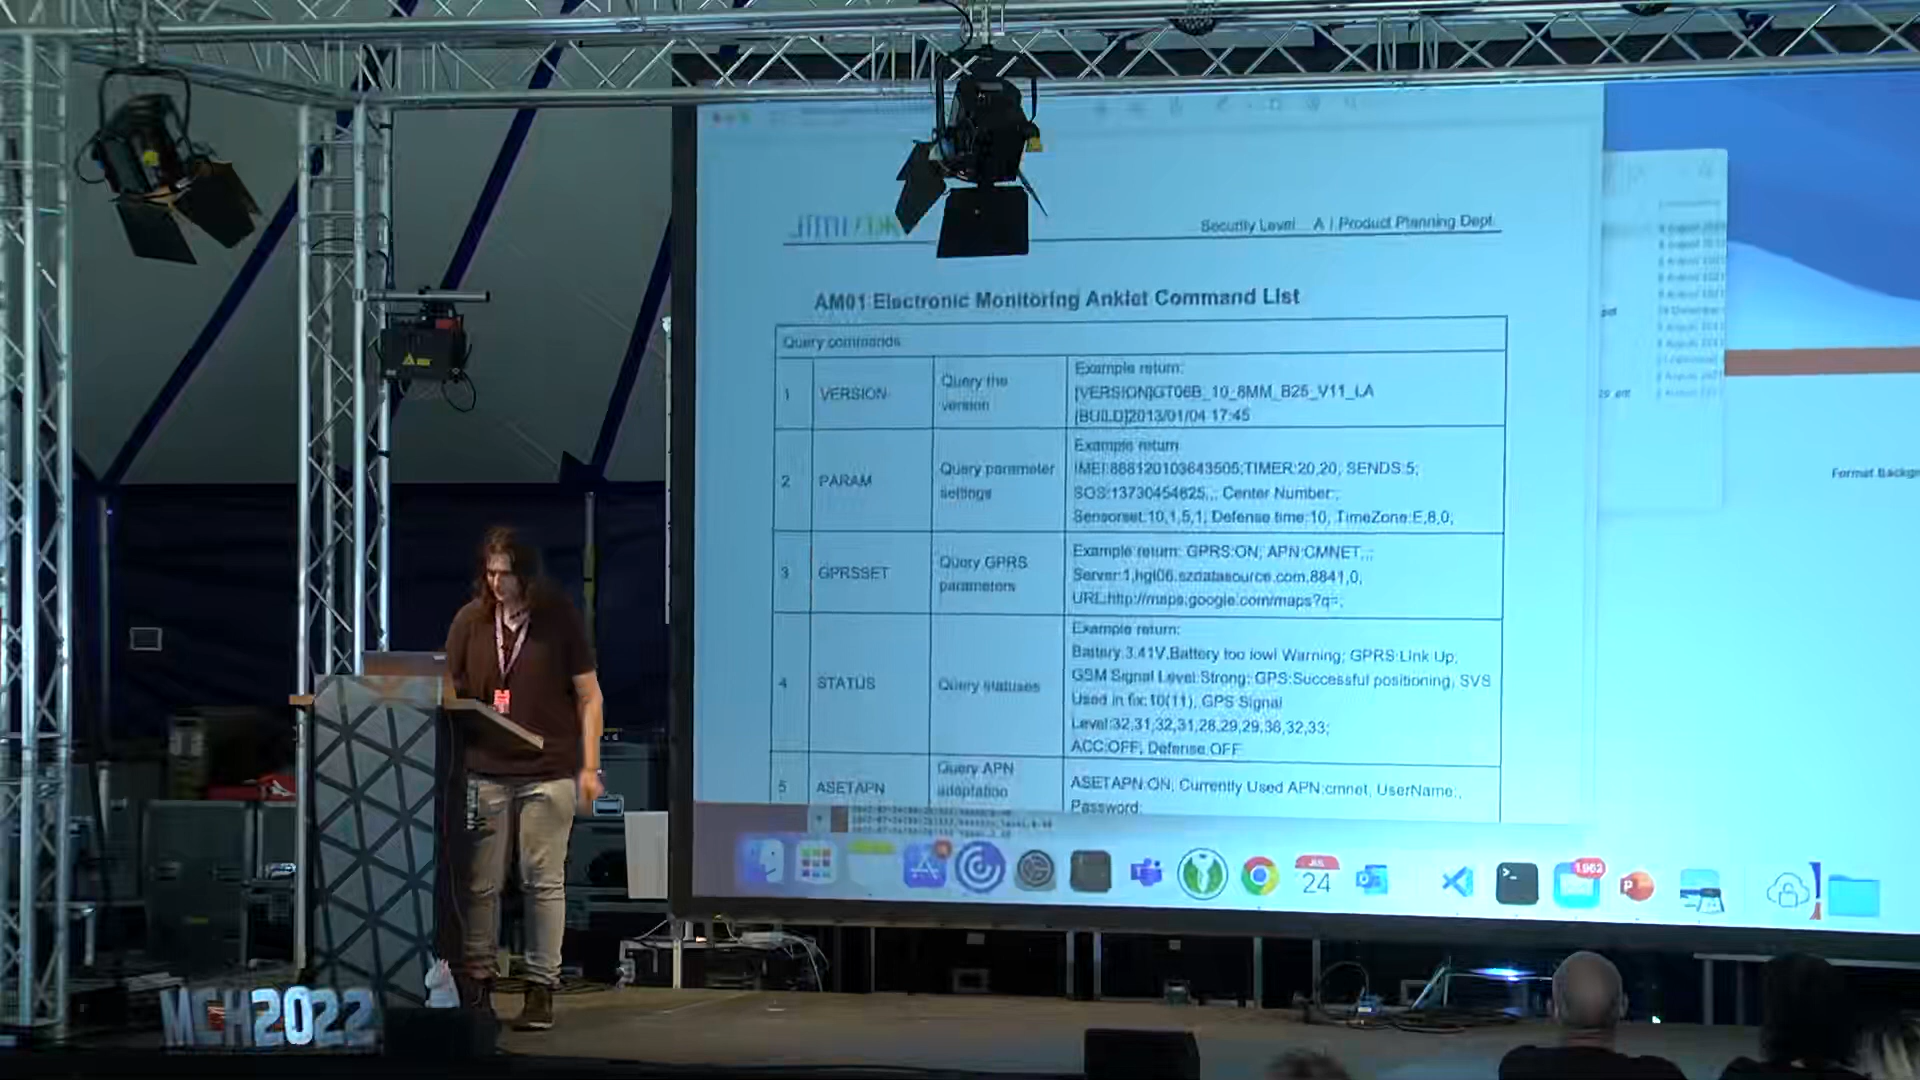 Security Level A | Product Planning Dept.
AM01 Electronic Monitoring Anklet Command List
Query commands
1 VERSION Query the version
Example return:
[VERSION]GT06B_10_8MM_B25_V11_LA
[BUILD]2013/01/04 17:45
2 PARAM Query parameter settings
Example return
IMEI:868120103643505;TIMER:20,20; SENDS:5;
SOS:13730454625,,; Center Number:;
Sensorset:10,1,5,1; Defense time:10, TimeZone:E,8,0;
3 GPRSSET Query GPRS parameters
Example return: GPRS:ON; APN:CMNET,,;
Server:1,hgl06.szdatasource.com,8841,0;
URL:http://maps.google.com/maps?q=;
4 STATUS Query statuses
Example return:
Battery:3.41V,Battery too low! Warning; GPRS:Link Up;
GSM Signal Level:Strong; GPS:Successful positioning, SVS
Used in fix:10(11), GPS Signal
Level:32,31,32,31,28,29,29,36,32,33;
ACC:OFF; Defense:OFF
5 ASETAPN Query APN adaptation
ASETAPN:ON; Currently Used APN:cmnet, UserName:,
Password:
Format Backgr
JUL
24
1963
MCH2022